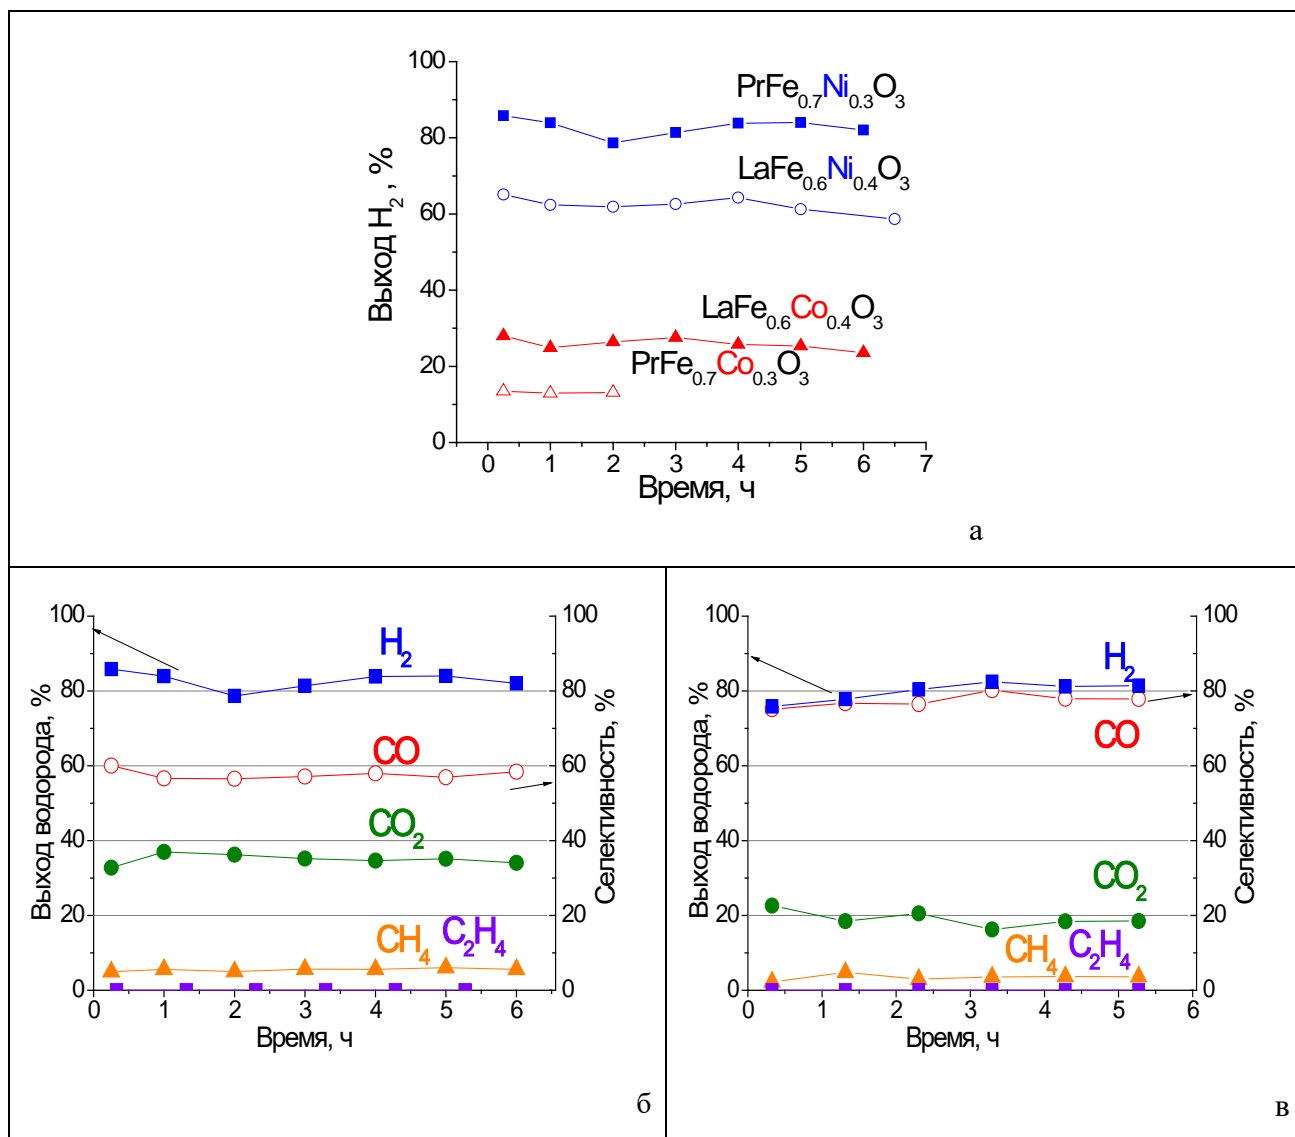 100
80
60
40
20
0
Выход H2, %
PrFe0.7Ni0.3O3
LaFe0.6Ni0.4O3
LaFe0.6Co0.4O3
PrFe0.7Co0.3O3
0 1 2 3 4 5 6 7
Время, ч
а
100
80
60
40
20
0
Выход водорода, %
H2
CO
CO2
CH4
C2H4
100
80
60
40
20
0
Селективность, %
0 1 2 3 4 5 6
Время, ч
б
100
80
60
40
20
0
Выход водорода, %
H2
CO
CO2
CH4
C2H4
100
80
60
40
20
0
Селективность, %
0 1 2 3 4 5 6
Время, ч
в